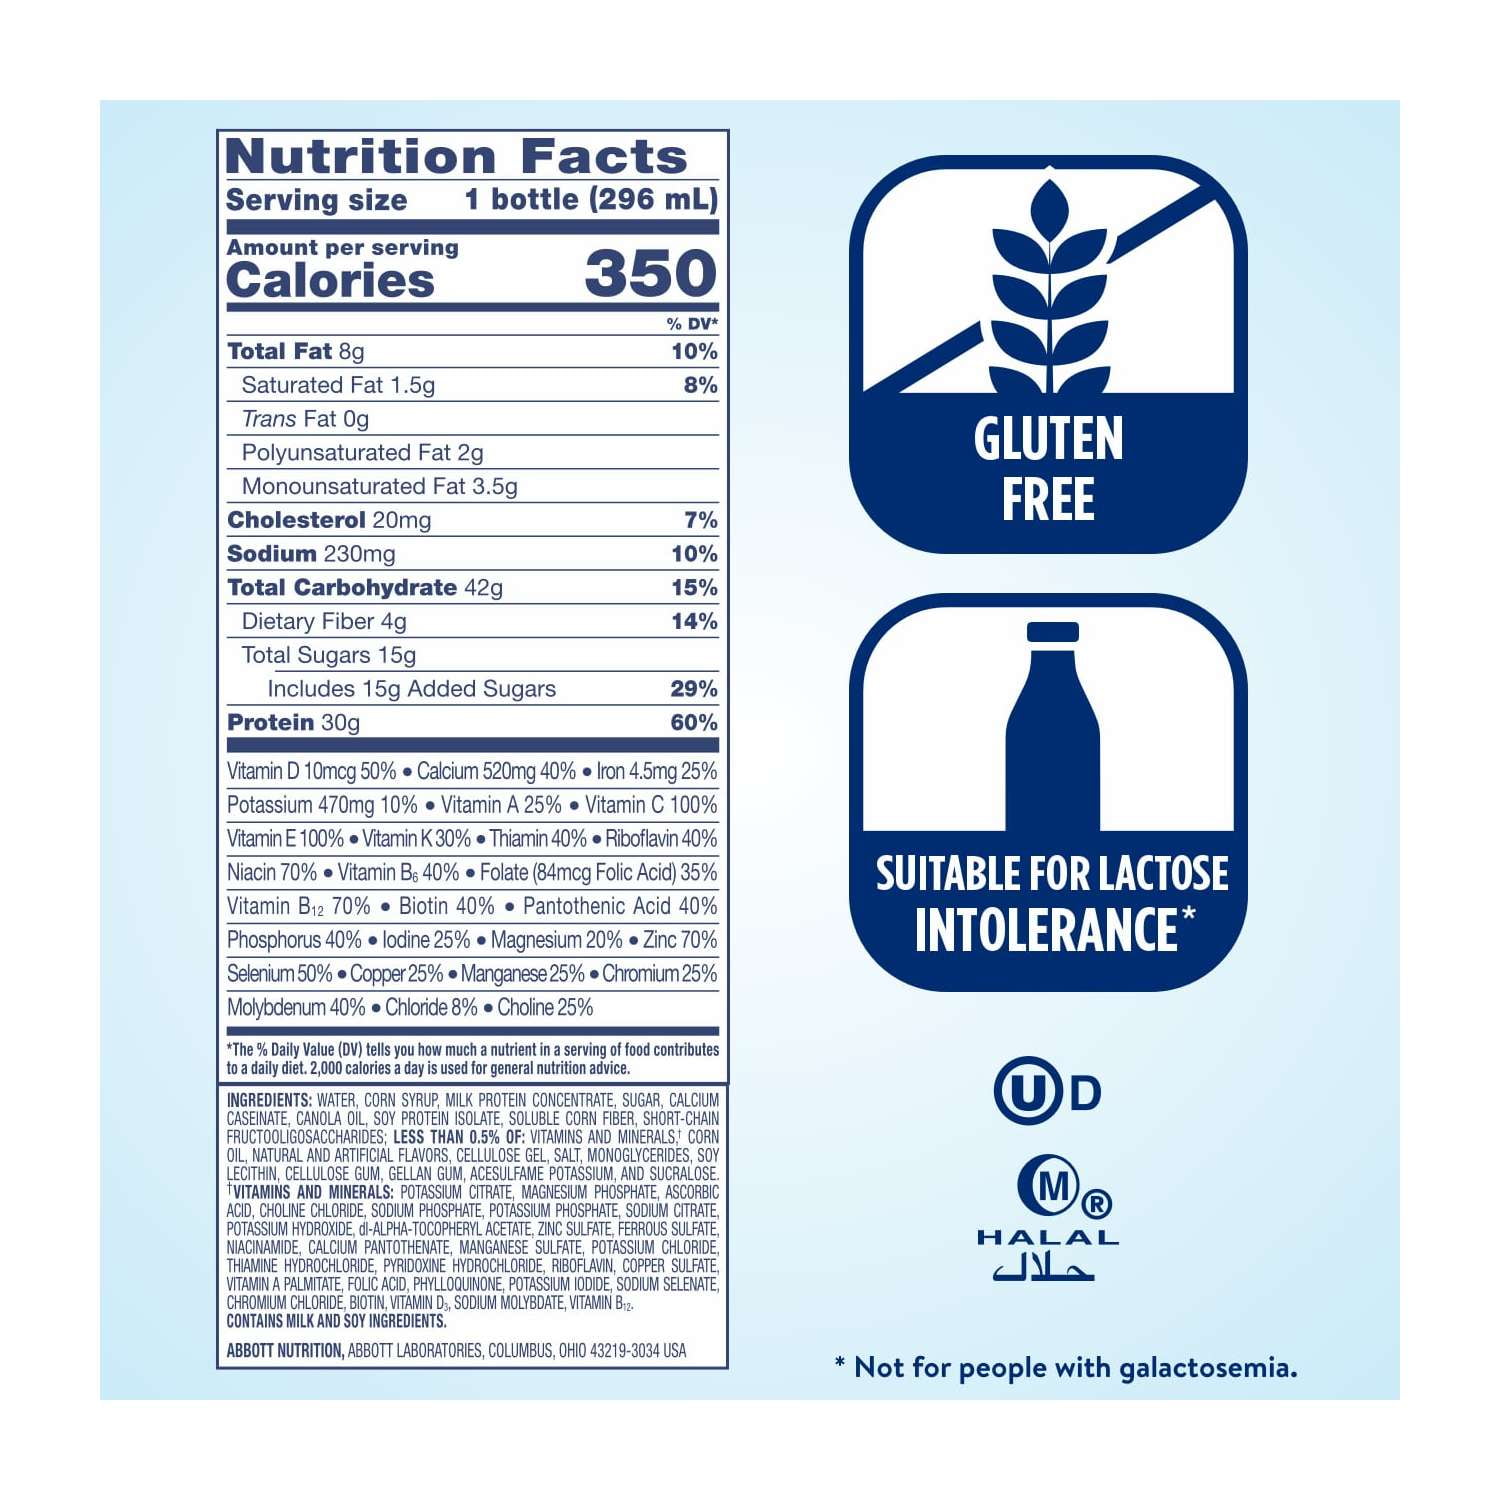 Nutrition Facts
Serving size 1 bottle (296 mL)
Amount per serving
Calories 350
% DV*
Total Fat 8g 10%
Saturated Fat 1.5g 8%
Trans Fat 0g
Polyunsaturated Fat 2g
Monounsaturated Fat 3.5g
Cholesterol 20mg 7%
Sodium 230mg 10%
Total Carbohydrate 42g 15%
Dietary Fiber 4g 14%
Total Sugars 15g
Includes 15g Added Sugars 29%
Protein 30g 60%
Vitamin D 10mcg 50% • Calcium 520mg 40% • Iron 4.5mg 25%
Potassium 470mg 10% • Vitamin A 25% • Vitamin C 100%
Vitamin E 100% • Vitamin K 30% • Thiamin 40% • Riboflavin 40%
Niacin 70% • Vitamin B₆ 40% • Folate (84mcg Folic Acid) 35%
Vitamin B₁₂ 70% • Biotin 40% • Pantothenic Acid 40%
Phosphorus 40% • Iodine 25% • Magnesium 20% • Zinc 70%
Selenium 50% • Copper 25% • Manganese 25% • Chromium 25%
Molybdenum 40% • Chloride 8% • Choline 25%
*The % Daily Value (DV) tells you how much a nutrient in a serving of food contributes
to a daily diet. 2,000 calories a day is used for general nutrition advice.
INGREDIENTS: WATER, CORN SYRUP, MILK PROTEIN CONCENTRATE, SUGAR, CALCIUM
CASEINATE, CANOLA OIL, SOY PROTEIN ISOLATE, SOLUBLE CORN FIBER, SHORT-CHAIN
FRUCTOOLIGOSACCHARIDES; LESS THAN 0.5% OF: VITAMINS AND MINERALS,† CORN
OIL, NATURAL AND ARTIFICIAL FLAVORS, CELLULOSE GEL, SALT, MONOGLYCERIDES, SOY
LECITHIN, CELLULOSE GUM, GELLAN GUM, ACESULFAME POTASSIUM, AND SUCRALOSE.
†VITAMINS AND MINERALS: POTASSIUM CITRATE, MAGNESIUM PHOSPHATE, ASCORBIC
ACID, CHOLINE CHLORIDE, SODIUM PHOSPHATE, POTASSIUM PHOSPHATE, SODIUM CITRATE,
POTASSIUM HYDROXIDE, dl-ALPHA-TOCOPHERYL ACETATE, ZINC SULFATE, FERROUS SULFATE,
NIACINAMIDE, CALCIUM PANTOTHENATE, MANGANESE SULFATE, POTASSIUM CHLORIDE,
THIAMINE HYDROCHLORIDE, PYRIDOXINE HYDROCHLORIDE, RIBOFLAVIN, COPPER SULFATE,
VITAMIN A PALMITATE, FOLIC ACID, PHYLLOQUINONE, POTASSIUM IODIDE, SODIUM SELENATE,
CHROMIUM CHLORIDE, BIOTIN, VITAMIN D₃, SODIUM MOLYBDATE, VITAMIN B₁₂.
CONTAINS MILK AND SOY INGREDIENTS.
ABBOTT NUTRITION, ABBOTT LABORATORIES, COLUMBUS, OHIO 43219-3034 USA
GLUTEN
FREE
SUITABLE FOR LACTOSE
INTOLERANCE*
U D
M ®
HALAL
حلال
* Not for people with galactosemia.